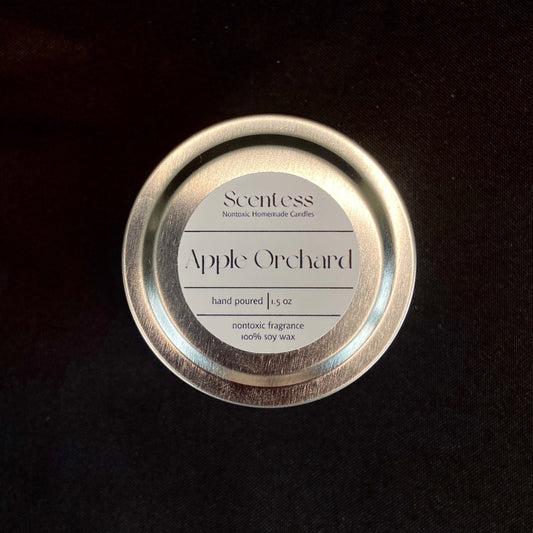 Scentess
Nontoxic Homemade Candles
Apple Orchard
hand poured | 1.5 oz
nontoxic fragrance
100% soy wax